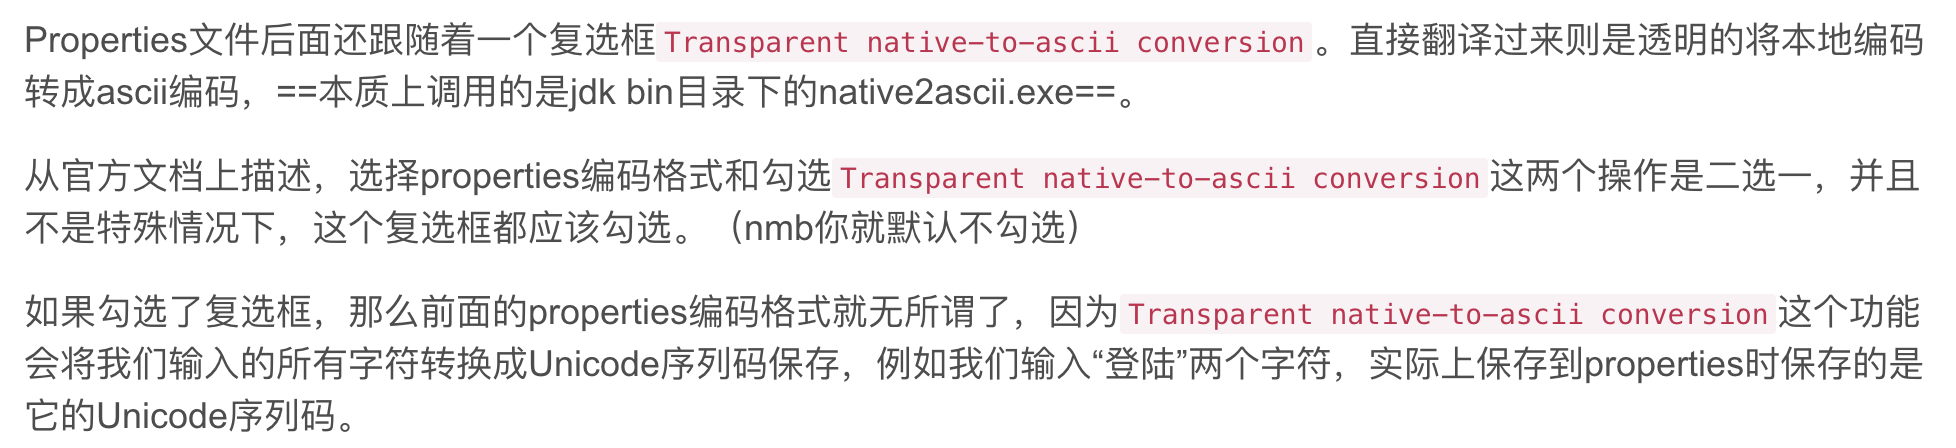 Properties文件后面还跟随着一个复选框Transparent native-to-ascii conversion。直接翻译过来则是透明的将本地编码
转成ascii编码，==本质上调用的是jdk bin目录下的native2ascii.exe==。
从官方文档上描述，选择properties编码格式和勾选Transparent native-to-ascii conversion这两个操作是二选一，并且
不是特殊情况下，这个复选框都应该勾选。（nmb你就默认不勾选）
如果勾选了复选框，那么前面的properties编码格式就无所谓了，因为Transparent native-to-ascii conversion这个功能
会将我们输入的所有字符转换成Unicode序列码保存，例如我们输入“登陆”两个字符，实际上保存到properties时保存的是
它的Unicode序列码。